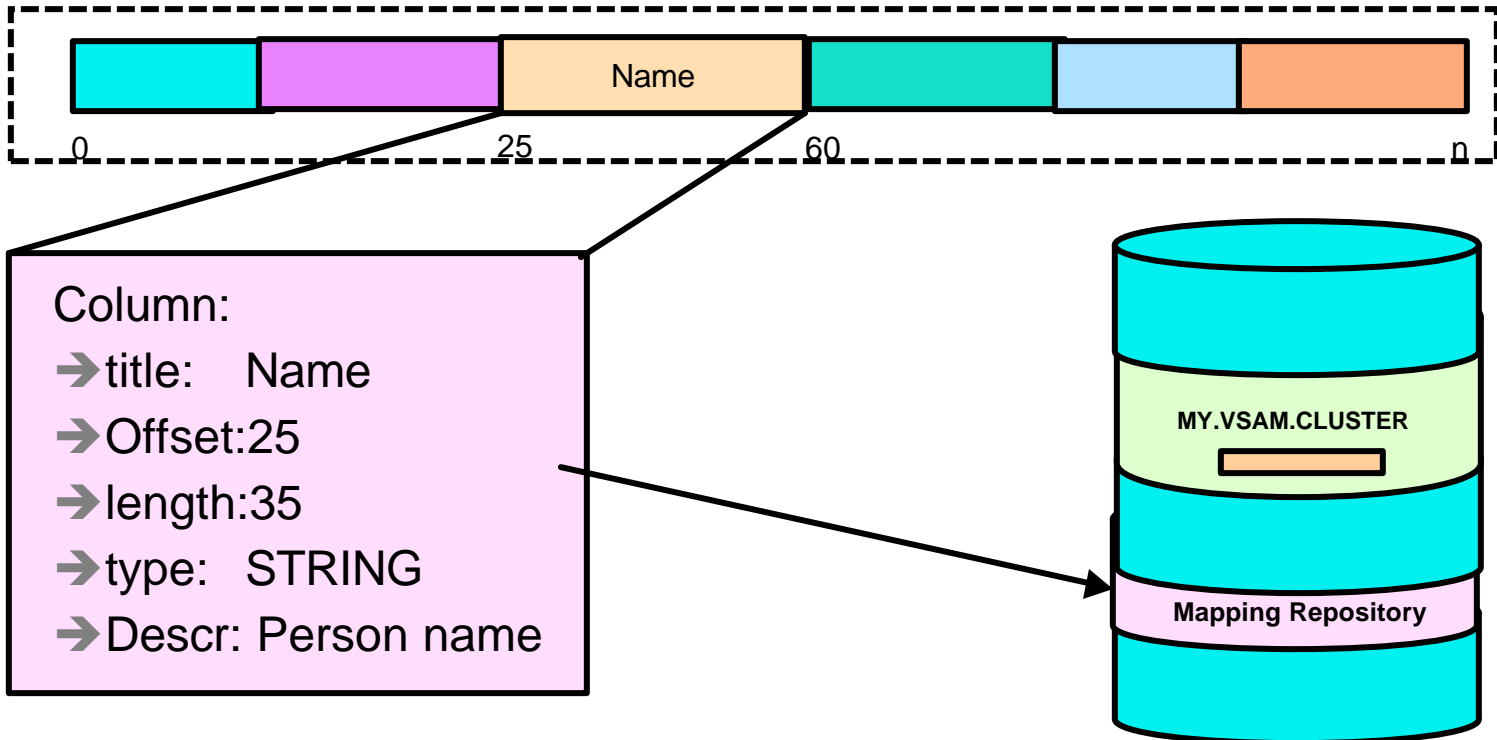 Name
0 25 60 n
Column:
➔title: Name
➔Offset:25
➔length:35
➔type: STRING
➔Descr: Person name
MY.VSAM.CLUSTER
Mapping Repository